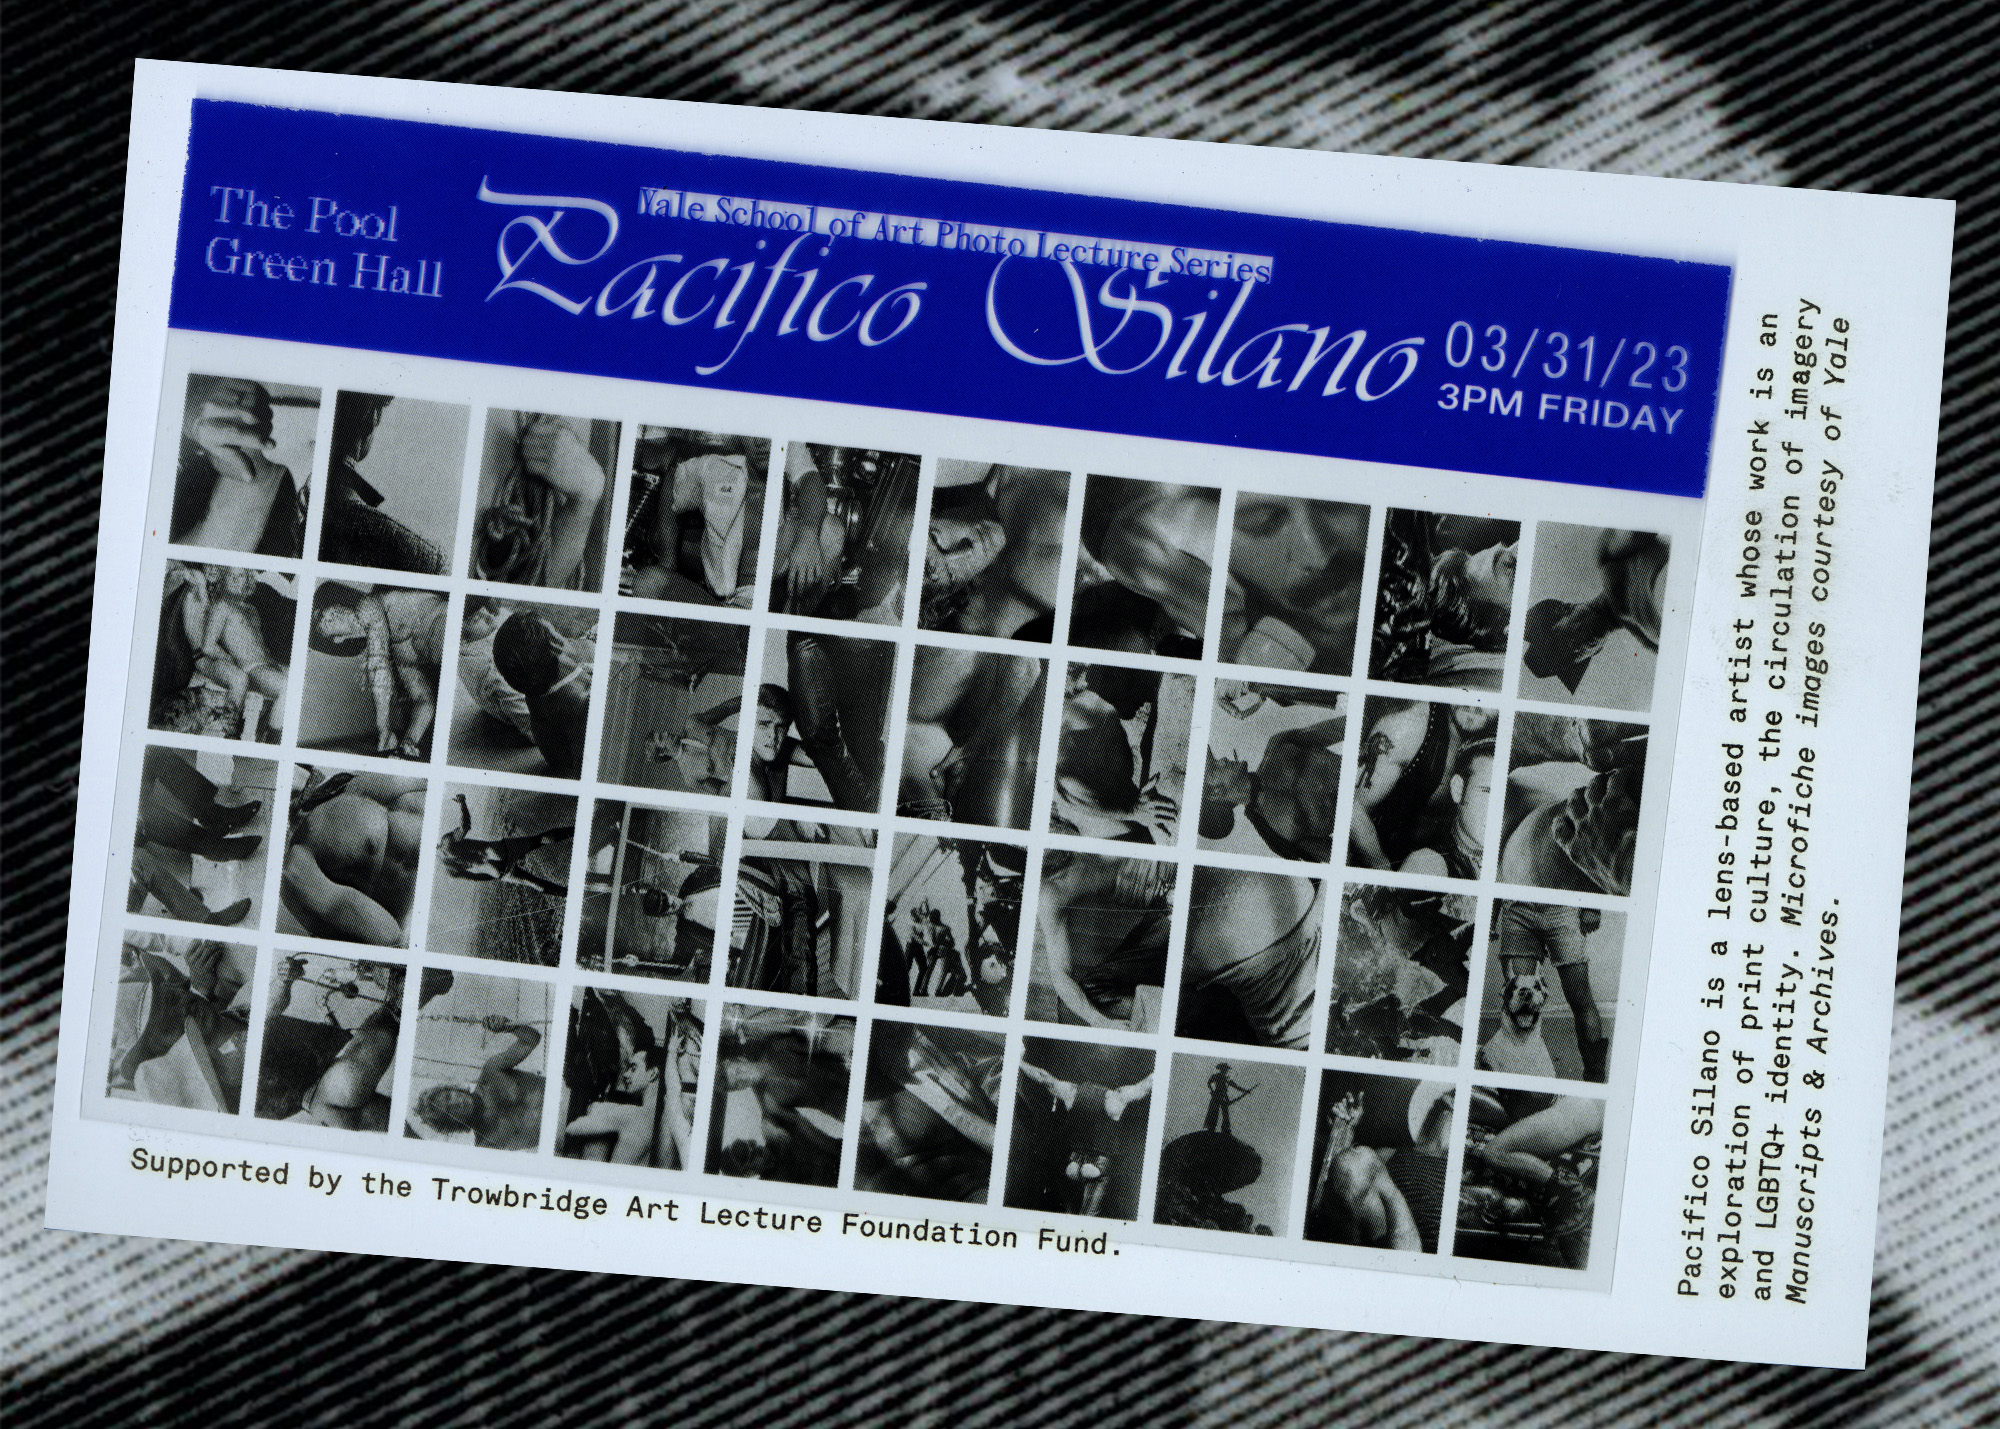 The Pool
Green Hall
Yale School of Art Photo Lecture Series
Pacifico Silano
03/31/23
3PM FRIDAY
Supported by the Trowbridge Art Lecture Foundation Fund.
Pacifico Silano is a lens-based artist whose work is an
exploration of print culture, the circulation of imagery
and LGBTQ+ identity. Microfiche images courtesy of Yale
Manuscripts & Archives.